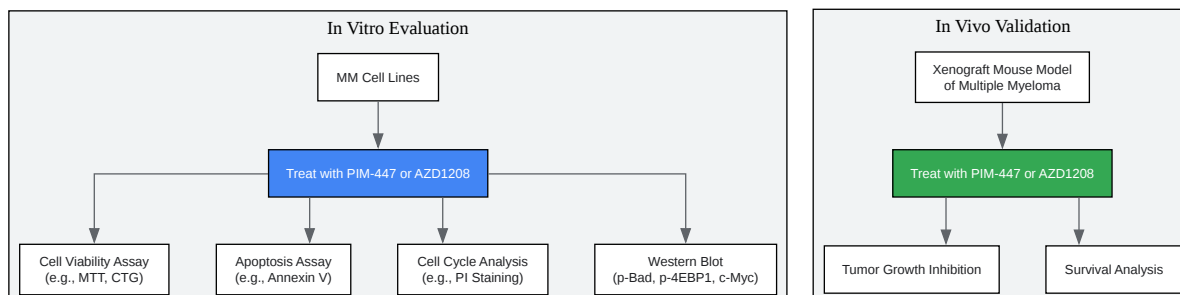 In Vitro Evaluation
MM Cell Lines
Treat with PIM-447 or AZD1208
Cell Viability Assay
(e.g., MTT, CTG)
Apoptosis Assay
(e.g., Annexin V)
Cell Cycle Analysis
(e.g., PI Staining)
Western Blot
(p-Bad, p-4EBP1, c-Myc)
In Vivo Validation
Xenograft Mouse Model
of Multiple Myeloma
Treat with PIM-447 or AZD1208
Tumor Growth Inhibition
Survival Analysis